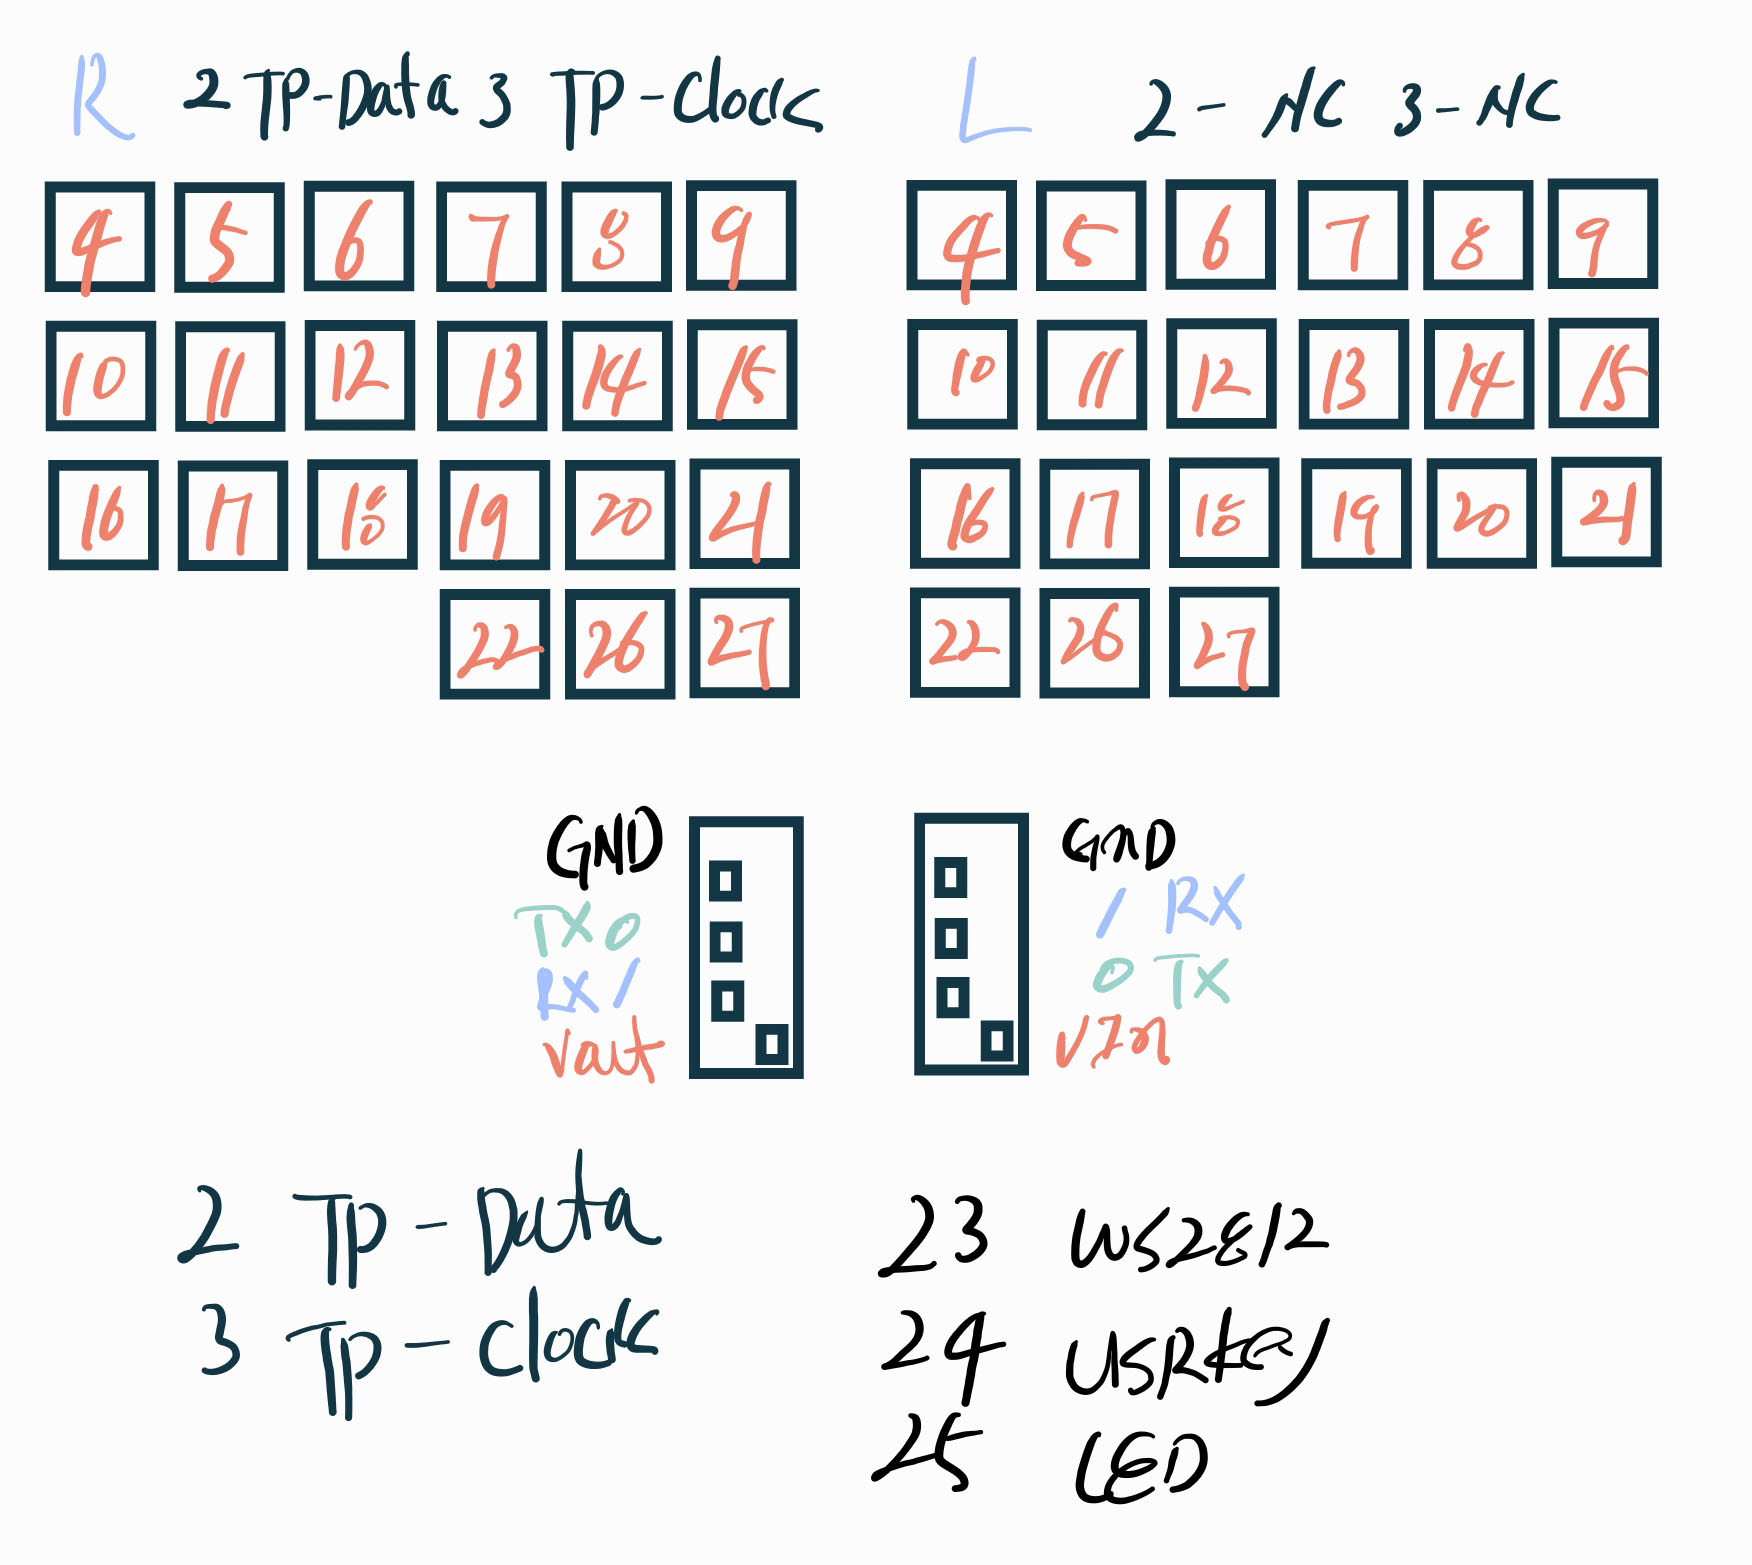 R 2 TP-Data 3 TP-Clock
L 2 - NC 3 - NC
4 5 6 7 8 9
4 5 6 7 8 9
10 11 12 13 14 15
10 11 12 13 14 15
16 17 18 19 20 21
16 17 18 19 20 21
22 26 27
22 26 27
GND
TX 0
RX 1
Vout
GND
1 RX
0 TX
VIn
2 TP - Data
3 TP - Clock
23 WS2812
24 USRkey
25 LED